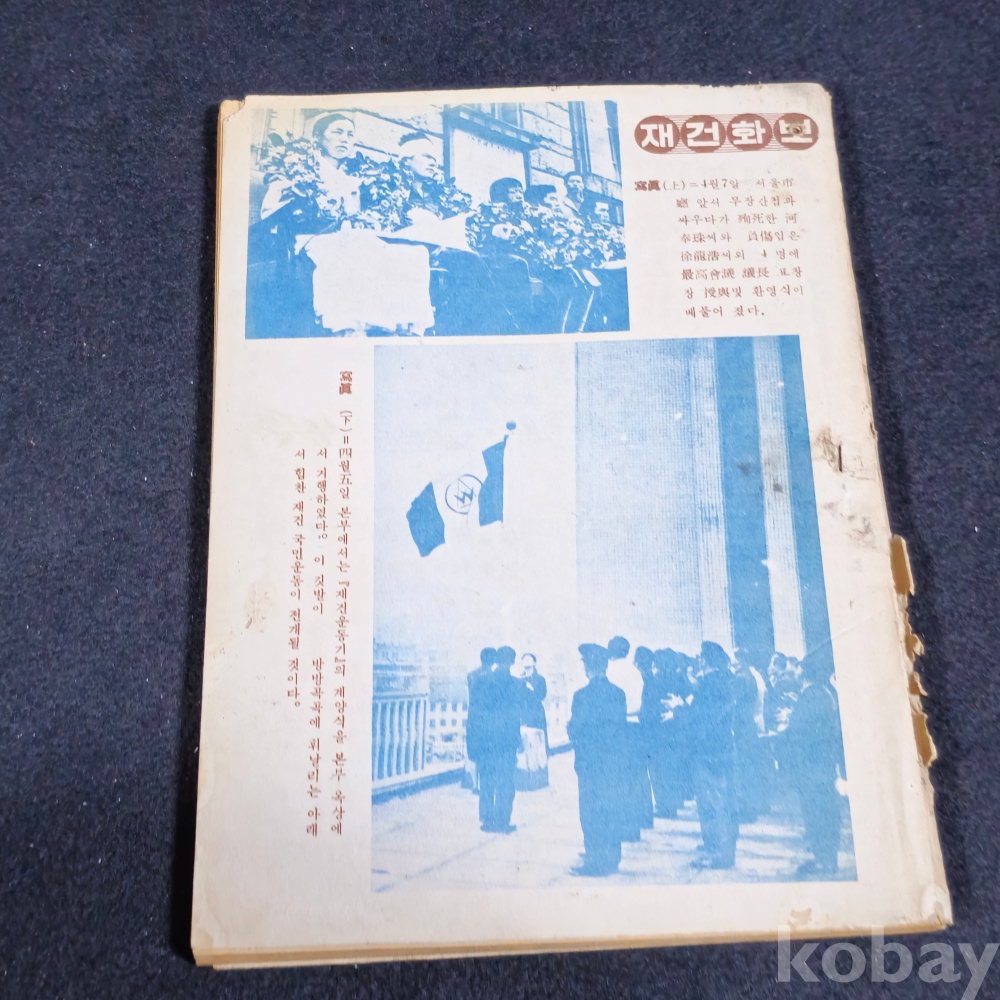 재건화보
寫眞(上)=4월7일 서울市
廳 앞서 무장간첩과
싸우다가 殉死한 河
奉珠씨와 負傷입은
徐龍浩씨외 4명에
最高會議 議長 표창
장 授與및 환영식이
베풀어 졌다.
寫眞 (下)=四월五일 본부에서는 『재건운동기』의 게양식을 본부 옥상에
서 거행하였다。 이 깃발이 방방곡곡에 휘날리는 아래
서 힘찬 재건 국민운동이 전개될 것이다。
kobay